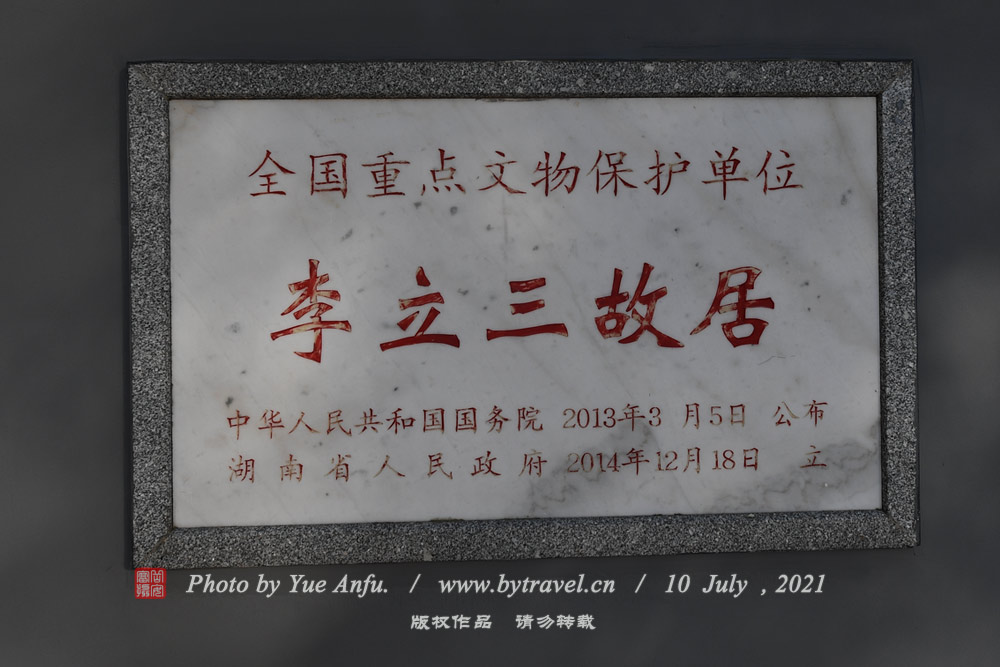 全国重点文物保护单位
李立三故居
中华人民共和国国务院 2013年3月5日 公布
湖南省人民政府 2014年12月18日 立
Photo by Yue Anfu. / www.bytravel.cn / 10 July , 2021
版权作品 请勿转载